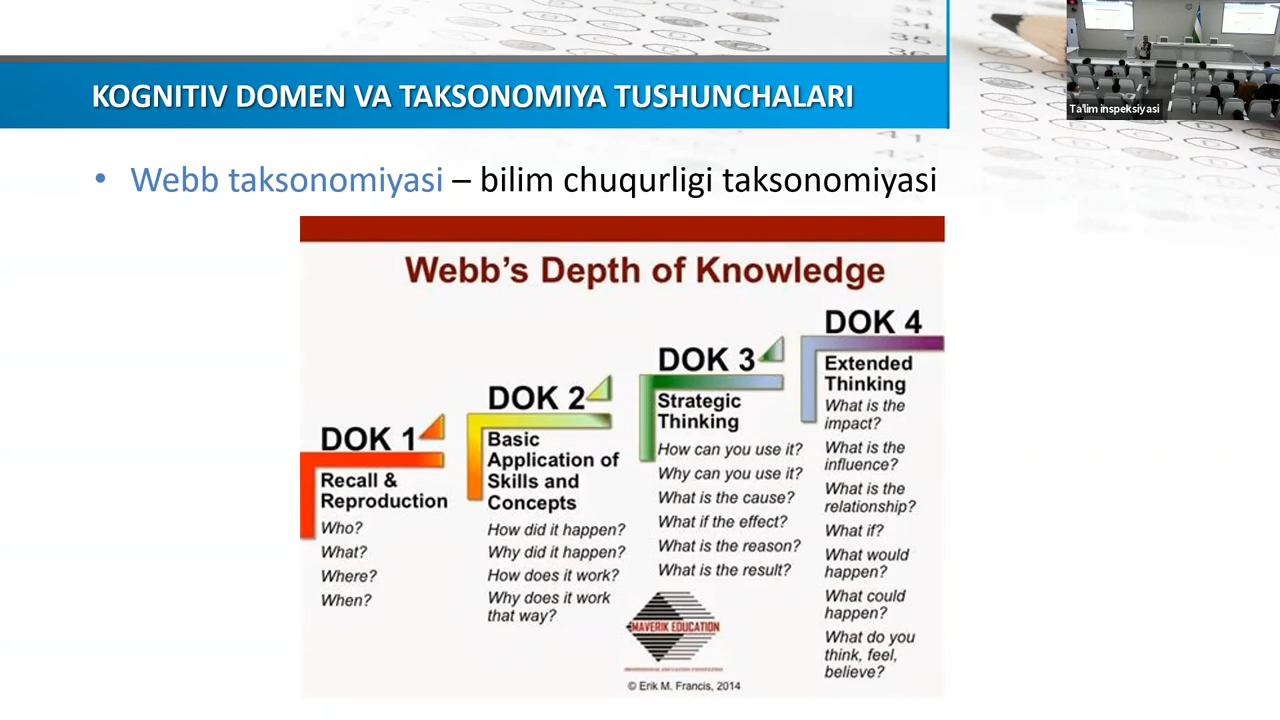 KOGNITIV DOMEN VA TAKSONOMIYA TUSHUNCHALARI
Ta'lim inspeksiyasi
• Webb taksonomiyasi – bilim chuqurligi taksonomiyasi
Webb's Depth of Knowledge
DOK 1
Recall &
Reproduction
Who?
What?
Where?
When?
DOK 2
Basic
Application of
Skills and
Concepts
How did it happen?
Why did it happen?
How does it work?
Why does it work
that way?
DOK 3
Strategic
Thinking
How can you use it?
Why can you use it?
What is the cause?
What if the effect?
What is the reason?
What is the result?
DOK 4
Extended
Thinking
What is the
impact?
What is the
influence?
What is the
relationship?
What if?
What would
happen?
What could
happen?
What do you
think, feel,
believe?
MAVERIK EDUCATION
© Erik M. Francis, 2014